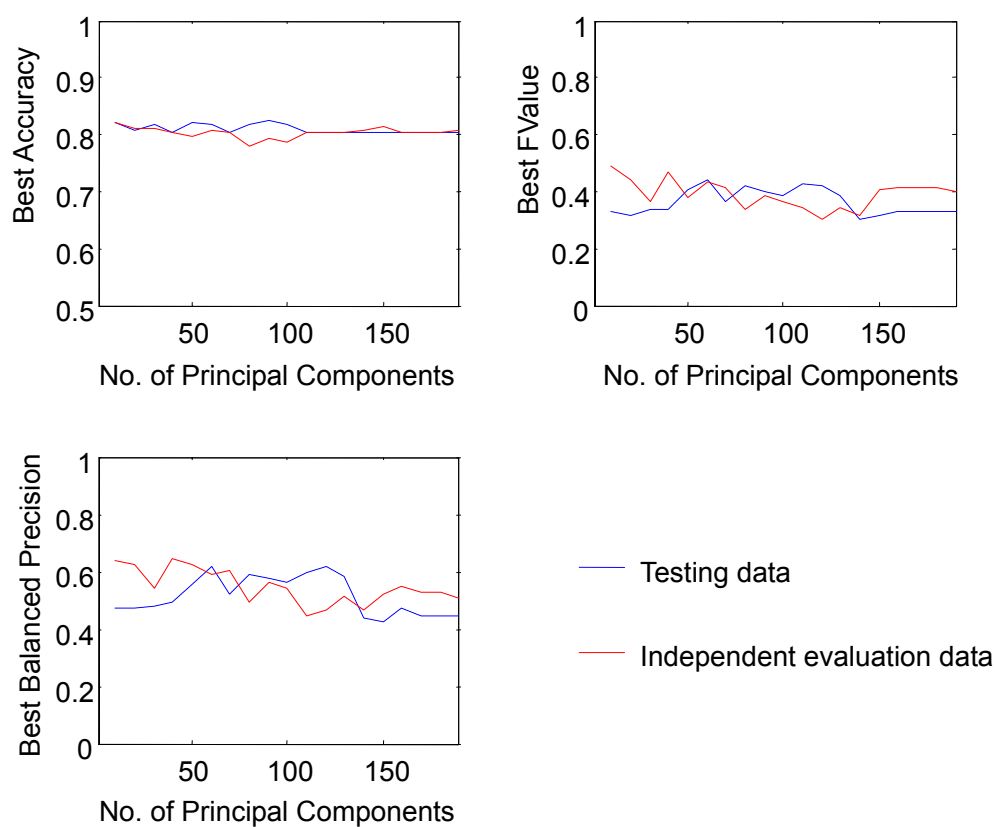 1
0.9
0.8
0.7
0.6
0.5
Best Accuracy
50 100 150
No. of Principal Components
1
0.8
0.6
0.4
0.2
0
Best FValue
50 100 150
No. of Principal Components
1
0.8
0.6
0.4
0.2
0
Best Balanced Precision
50 100 150
No. of Principal Components
Testing data
Independent evaluation data